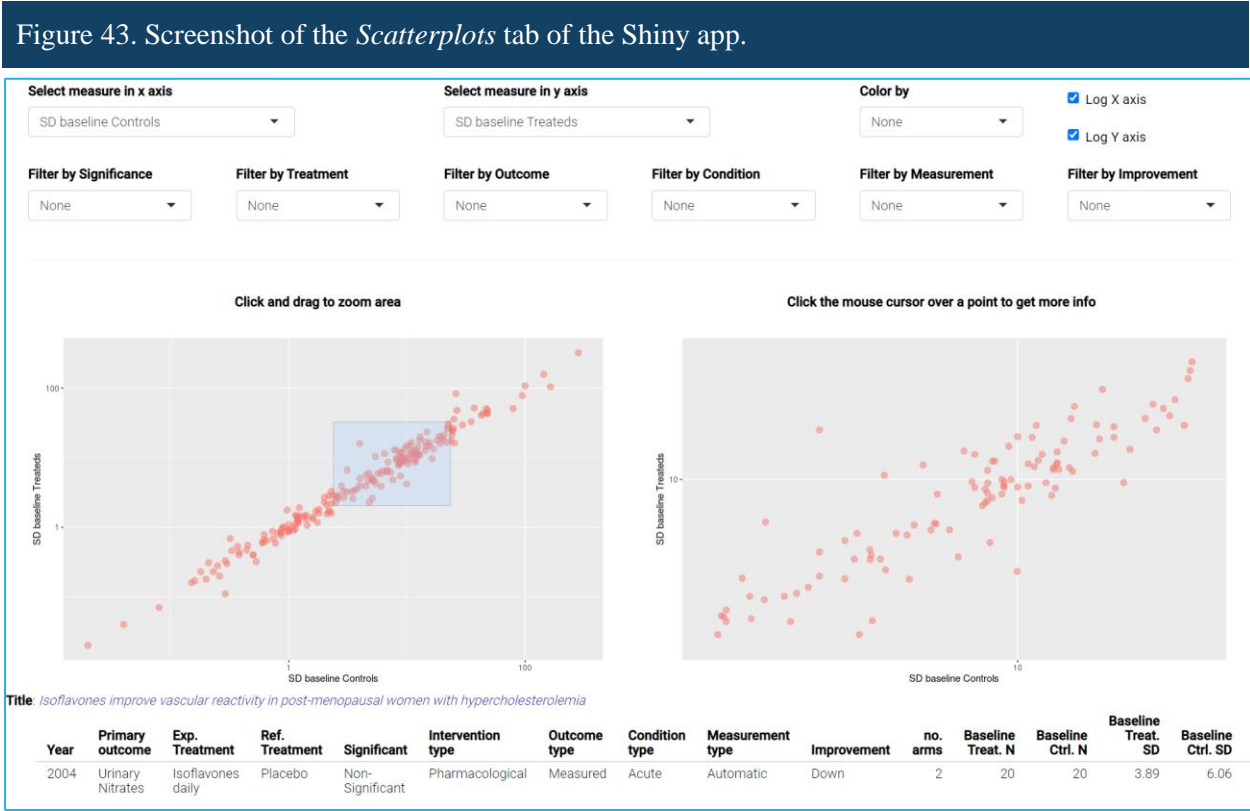 Figure 43. Screenshot of the Scatterplots tab of the Shiny app.
Select measure in x axis
Select measure in y axis
Color by
SD baseline Controls
SD baseline Treateds
None
Log X axis
Log Y axis
Filter by Significance
Filter by Treatment
Filter by Outcome
Filter by Condition
Filter by Measurement
Filter by Improvement
None
None
None
None
None
None
Click and drag to zoom area
Click the mouse cursor over a point to get more info
100
1
SD baseline Treateds
1
100
SD baseline Controls
10
SD baseline Treateds
10
SD baseline Controls
Title: Isoflavones improve vascular reactivity in post-menopausal women with hypercholesterolemia
Year Primary outcome Exp. Treatment Ref. Treatment Significant Intervention type Outcome type Condition type Measurement type Improvement no. arms Baseline Treat. N Baseline Ctrl. N Baseline Treat. SD Baseline Ctrl. SD
2004 Urinary Nitrates Isoflavones daily Placebo Non-Significant Pharmacological Measured Acute Automatic Down 2 20 20 3.89 6.06